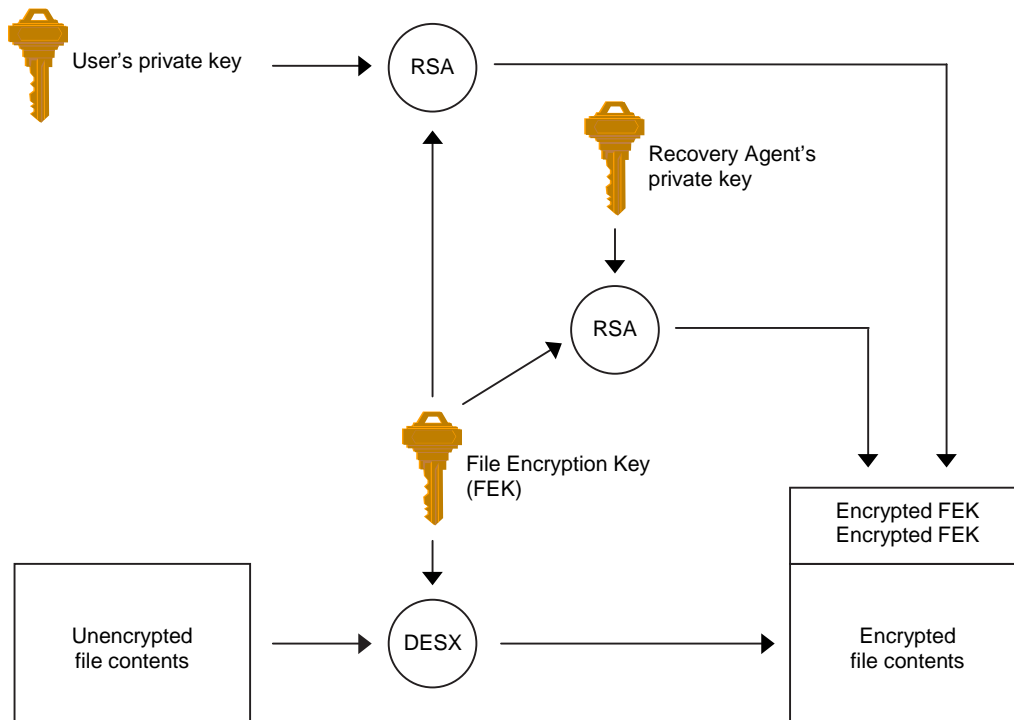 User's private key
RSA
Recovery Agent's
private key
RSA
File Encryption Key
(FEK)
Encrypted FEK
Encrypted FEK
Unencrypted
file contents
DESX
Encrypted
file contents